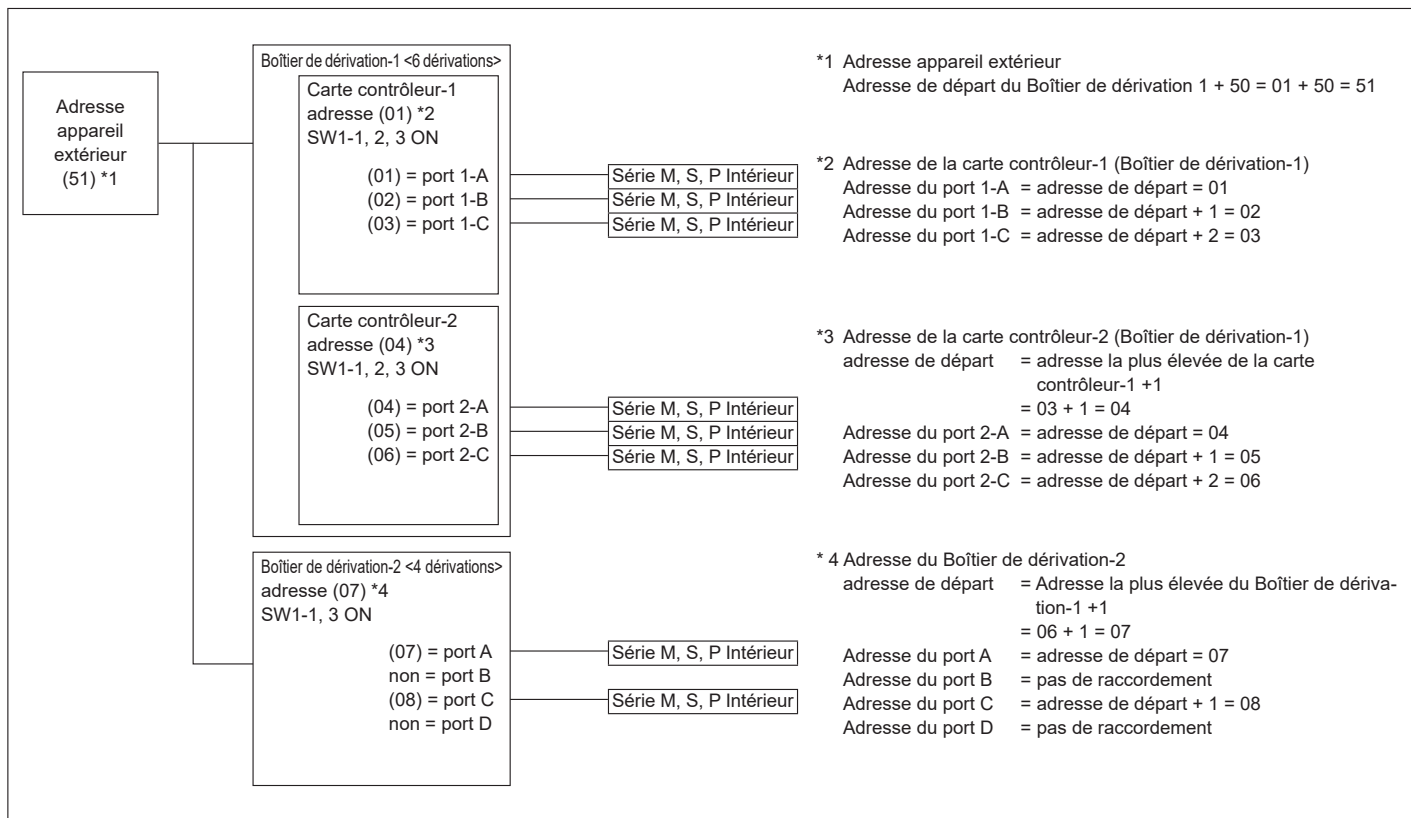 Adresse
appareil
extérieur
(51) *1
Boîtier de dérivation-1 <6 dérivations>
Carte contrôleur-1
adresse (01) *2
SW1-1, 2, 3 ON
(01) = port 1-A
(02) = port 1-B
(03) = port 1-C
Série M, S, P Intérieur
Série M, S, P Intérieur
Série M, S, P Intérieur
Carte contrôleur-2
adresse (04) *3
SW1-1, 2, 3 ON
(04) = port 2-A
(05) = port 2-B
(06) = port 2-C
Série M, S, P Intérieur
Série M, S, P Intérieur
Série M, S, P Intérieur
Boîtier de dérivation-2 <4 dérivations>
adresse (07) *4
SW1-1, 3 ON
(07) = port A
non = port B
(08) = port C
non = port D
Série M, S, P Intérieur
Série M, S, P Intérieur
*1 Adresse appareil extérieur
Adresse de départ du Boîtier de dérivation 1 + 50 = 01 + 50 = 51
*2 Adresse de la carte contrôleur-1 (Boîtier de dérivation-1)
Adresse du port 1-A = adresse de départ = 01
Adresse du port 1-B = adresse de départ + 1 = 02
Adresse du port 1-C = adresse de départ + 2 = 03
*3 Adresse de la carte contrôleur-2 (Boîtier de dérivation-1)
adresse de départ = adresse la plus élevée de la carte
contrôleur-1 +1
= 03 + 1 = 04
Adresse du port 2-A = adresse de départ = 04
Adresse du port 2-B = adresse de départ + 1 = 05
Adresse du port 2-C = adresse de départ + 2 = 06
* 4 Adresse du Boîtier de dérivation-2
adresse de départ = Adresse la plus élevée du Boîtier de dériva-
tion-1 +1
= 06 + 1 = 07
Adresse du port A = adresse de départ = 07
Adresse du port B = pas de raccordement
Adresse du port C = adresse de départ + 1 = 08
Adresse du port D = pas de raccordement